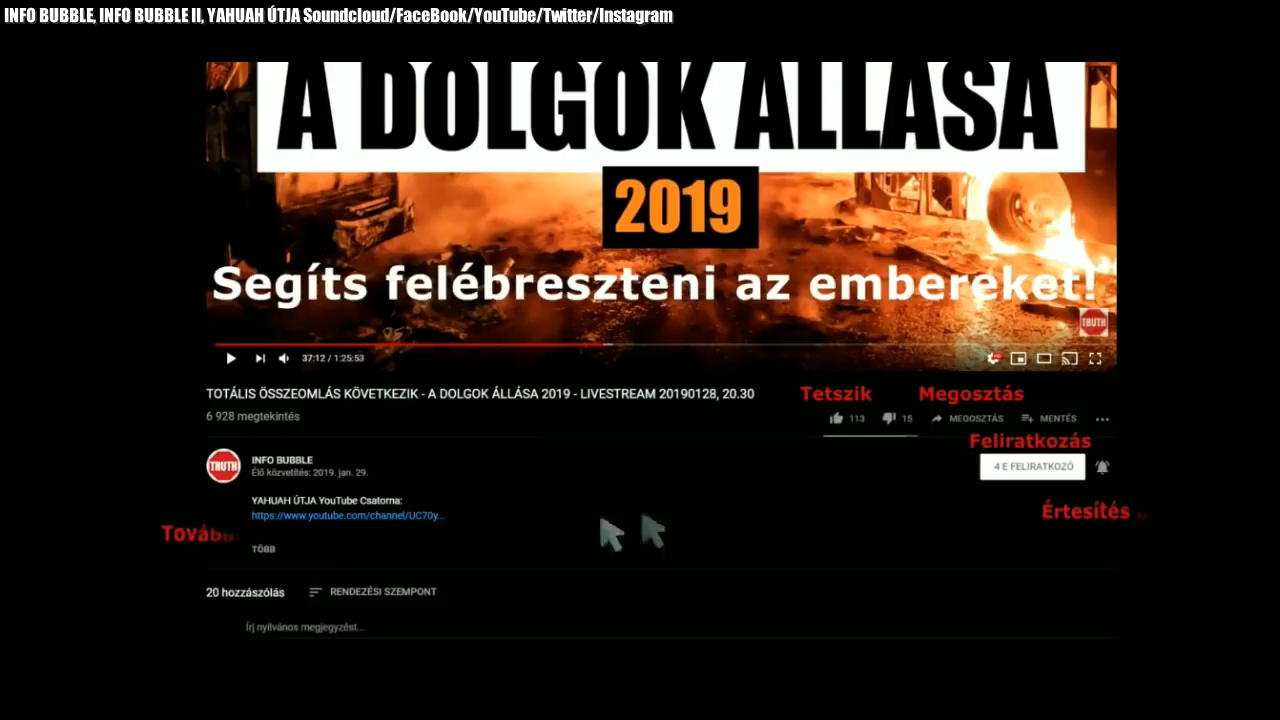 INFO BUBBLE, INFO BUBBLE II, YAHUAH ÚTJA Soundcloud/FaceBook/YouTube/Twitter/Instagram
A DOLGOK ÁLLÁSA
2019
Segíts felébreszteni az embereket!
TRUTH
37:12 / 1:25:53
TOTÁLIS ÖSSZEOMLÁS KÖVETKEZIK - A DOLGOK ÁLLÁSA 2019 - LIVESTREAM 20190128, 20.30
Tetszik Megosztás
6 928 megtekintés
113 15 MEGOSZTÁS MENTÉS
Feliratkozás
TRUTH
INFO BUBBLE
Élő közvetítés: 2019. jan. 29.
4 E FELIRATKOZÓ
YAHUAH ÚTJA YouTube Csatorna:
https://www.youtube.com/channel/UC70y...
Értesítés ..
Tovább..
TÖBB
20 hozzászólás RENDEZÉSI SZEMPONT
Írj nyilvános megjegyzést...